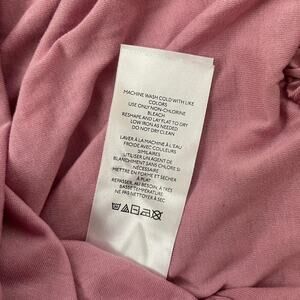 MACHINE WASH COLD WITH LIKE
COLORS
USE ONLY NON-CHLORINE
BLEACH
RESHAPE AND LAY FLAT TO DRY
LOW IRON AS NEEDED
DO NOT DRY CLEAN
LAVER À LA MACHINE À L'EAU
FROIDE AVEC COULEURS
SIMILAIRES
UTILISER UN AGENT DE
BLANCHIMENT SANS CHLORE SI
NÉCESSAIRE
METTRE EN FORME ET SÉCHER
À PLAT
REPASSER, AU BESOIN, À TRÈS
BASSE TEMPÉRATURE
NE PAS NETTOYER À SEC